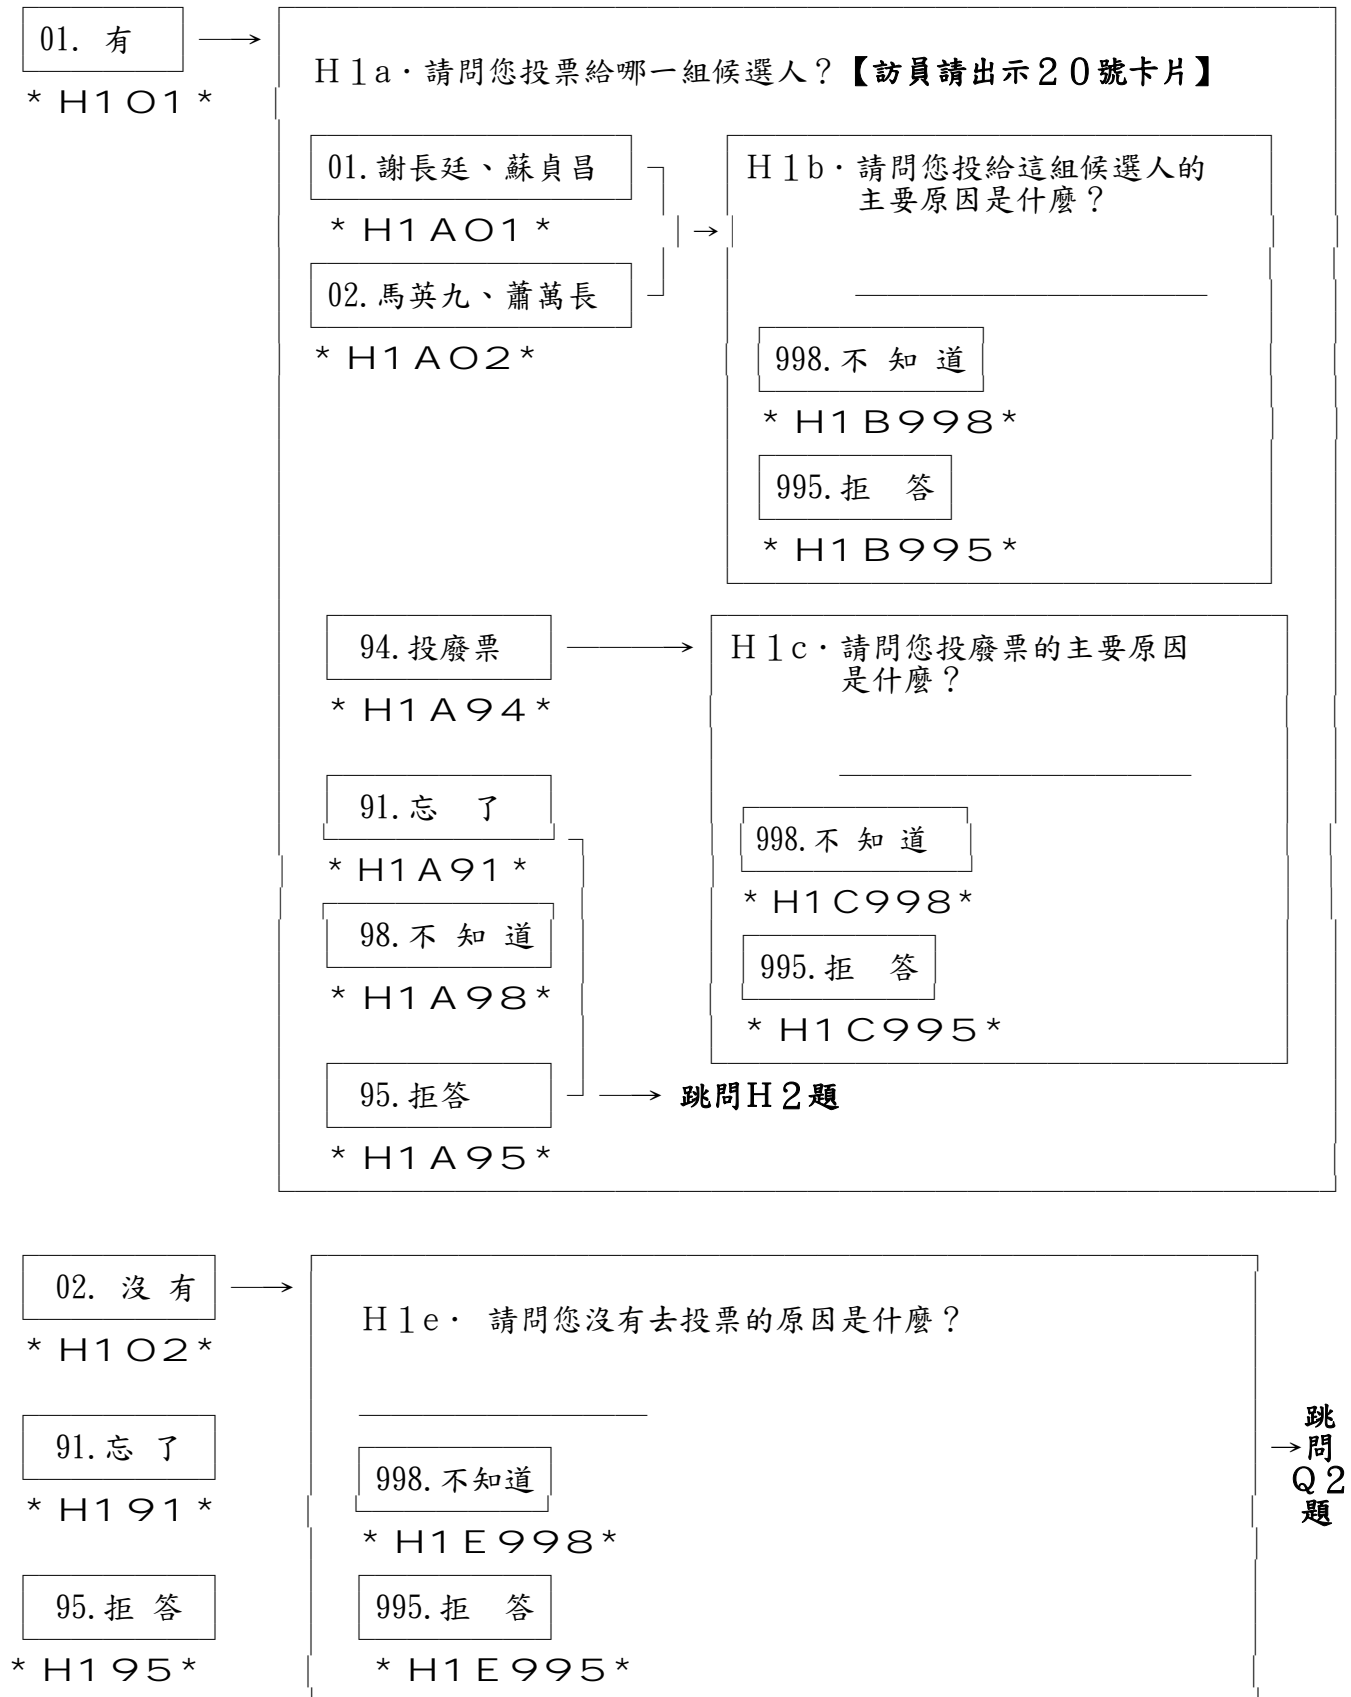 01. 有
*H101*
H1a．請問您投票給哪一組候選人？【訪員請出示20號卡片】
01.謝長廷、蘇貞昌
*H1A01*
02.馬英九、蕭萬長
*H1A02*
H1b．請問您投給這組候選人的
主要原因是什麼？
998.不 知 道
*H1B998*
995.拒 答
*H1B995*
94.投廢票
*H1A94*
H1c．請問您投廢票的主要原因
是什麼？
998.不 知 道
*H1C998*
995.拒 答
*H1C995*
91.忘 了
*H1A91*
98.不 知 道
*H1A98*
95.拒答
*H1A95*
跳問H2題
02. 沒 有
*H102*
H1e． 請問您沒有去投票的原因是什麼？
91.忘 了
*H191*
998.不知道
*H1E998*
95.拒 答
*H195*
995.拒 答
*H1E995*
跳
問
Q2
題